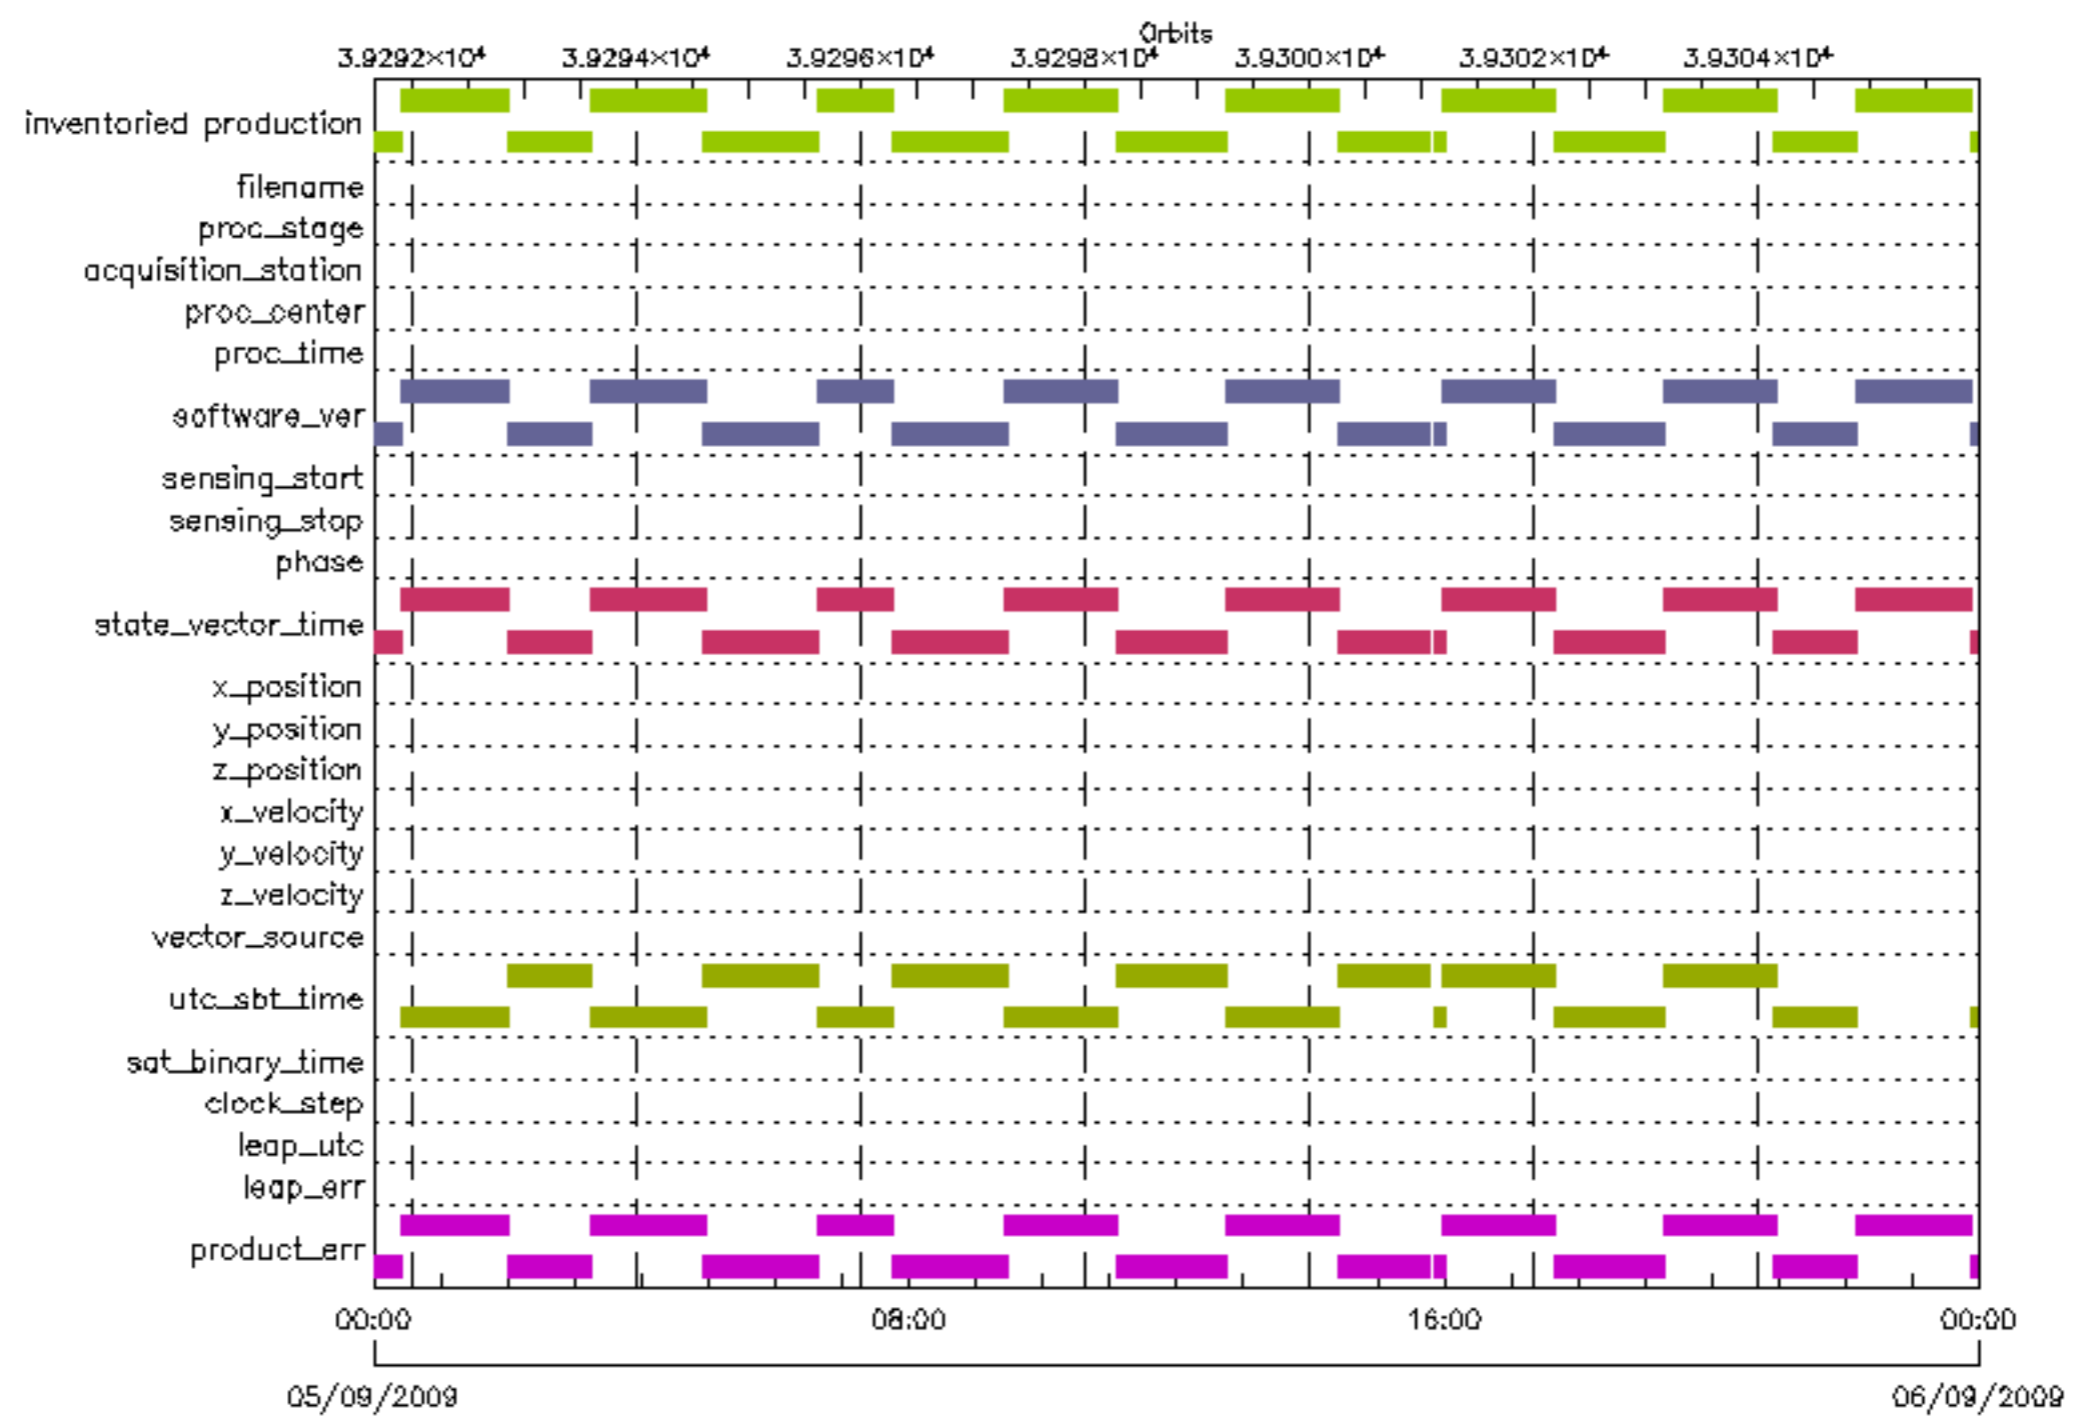 Orbits
3.9292×10⁴ 3.9294×10⁴ 3.9296×10⁴ 3.9298×10⁴ 3.9300×10⁴ 3.9302×10⁴ 3.9304×10⁴
inventoried production
filename
proc_stage
acquisition_station
proc_center
proc_time
software_ver
sensing_start
sensing_stop
phase
state_vector_time
x_position
y_position
z_position
x_velocity
y_velocity
z_velocity
vector_source
utc_sbt_time
sat_binary_time
clock_step
leap_utc
leap_err
product_err
00:00 08:00 16:00 00:00
05/09/2009 06/09/2009